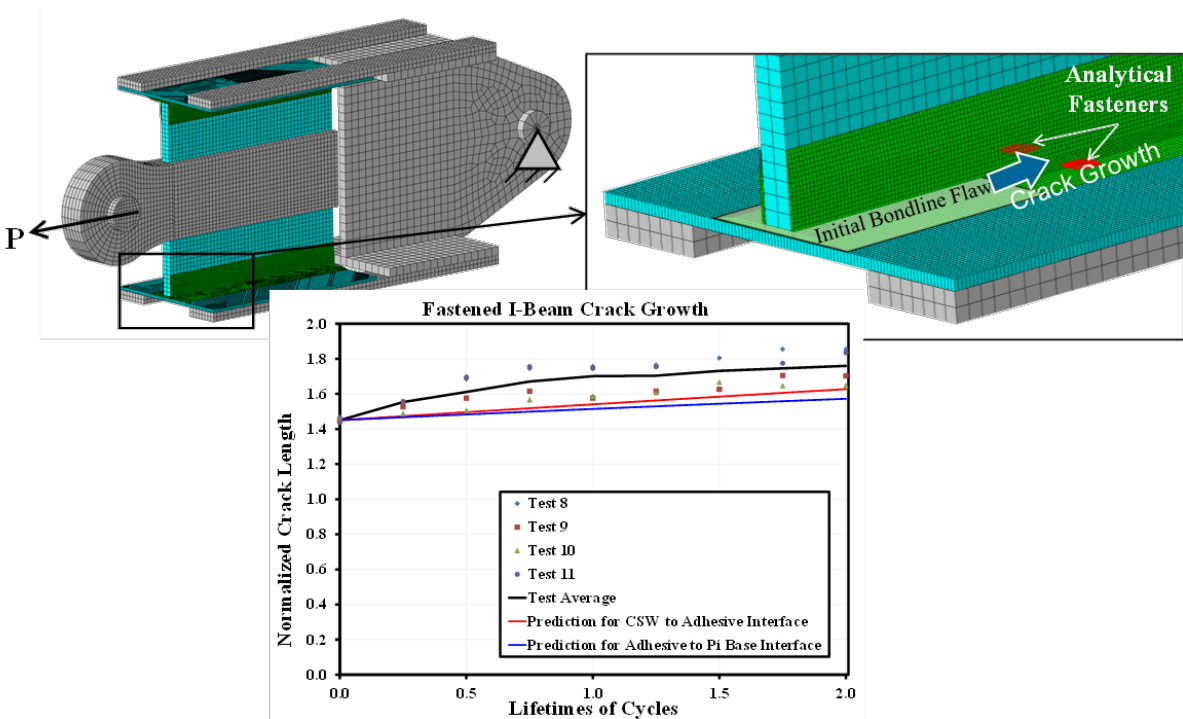 P
Analytical
Fasteners
Initial Bondline Flaw
Crack Growth
Fastened I-Beam Crack Growth
Normalized Crack Length
2.0
1.8
1.6
1.4
1.2
1.0
0.8
0.6
0.4
0.2
0.0
Test 8
Test 9
Test 10
Test 11
Test Average
Prediction for CSW to Adhesive Interface
Prediction for Adhesive to Pi Base Interface
0.0 0.5 1.0 1.5 2.0
Lifetimes of Cycles